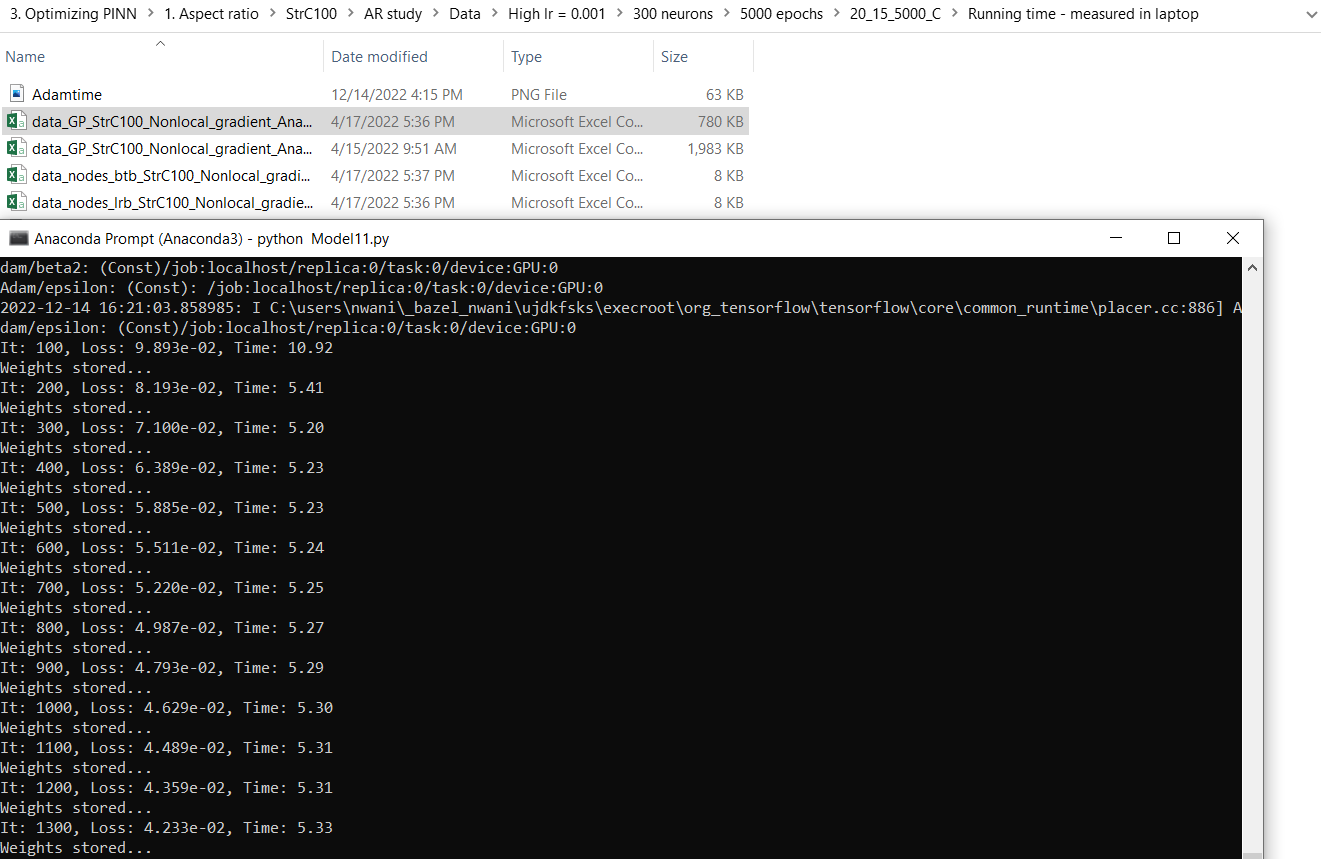 3. Optimizing PINN > 1. Aspect ratio > StrC100 > AR study > Data > High lr = 0.001 > 300 neurons > 5000 epochs > 20_15_5000_C > Running time - measured in laptop
Name Date modified Type Size
Adamtime 12/14/2022 4:15 PM PNG File 63 KB
data_GP_StrC100_Nonlocal_gradient_Ana... 4/17/2022 5:36 PM Microsoft Excel Co... 780 KB
data_GP_StrC100_Nonlocal_gradient_Ana... 4/15/2022 9:51 AM Microsoft Excel Co... 1,983 KB
data_nodes_btb_StrC100_Nonlocal_gradi... 4/17/2022 5:37 PM Microsoft Excel Co... 8 KB
data_nodes_lrb_StrC100_Nonlocal_gradie... 4/17/2022 5:36 PM Microsoft Excel Co... 8 KB
Anaconda Prompt (Anaconda3) - python  Model11.py
dam/beta2: (Const)/job:localhost/replica:0/task:0/device:GPU:0
Adam/epsilon: (Const): /job:localhost/replica:0/task:0/device:GPU:0
2022-12-14 16:21:03.858985: I C:\users\nwani\_bazel_nwani\ujdkfsks\execroot\org_tensorflow\tensorflow\core\common_runtime\placer.cc:886] A
dam/epsilon: (Const)/job:localhost/replica:0/task:0/device:GPU:0
It: 100, Loss: 9.893e-02, Time: 10.92
Weights stored...
It: 200, Loss: 8.193e-02, Time: 5.41
Weights stored...
It: 300, Loss: 7.100e-02, Time: 5.20
Weights stored...
It: 400, Loss: 6.389e-02, Time: 5.23
Weights stored...
It: 500, Loss: 5.885e-02, Time: 5.23
Weights stored...
It: 600, Loss: 5.511e-02, Time: 5.24
Weights stored...
It: 700, Loss: 5.220e-02, Time: 5.25
Weights stored...
It: 800, Loss: 4.987e-02, Time: 5.27
Weights stored...
It: 900, Loss: 4.793e-02, Time: 5.29
Weights stored...
It: 1000, Loss: 4.629e-02, Time: 5.30
Weights stored...
It: 1100, Loss: 4.489e-02, Time: 5.31
Weights stored...
It: 1200, Loss: 4.359e-02, Time: 5.31
Weights stored...
It: 1300, Loss: 4.233e-02, Time: 5.33
Weights stored...